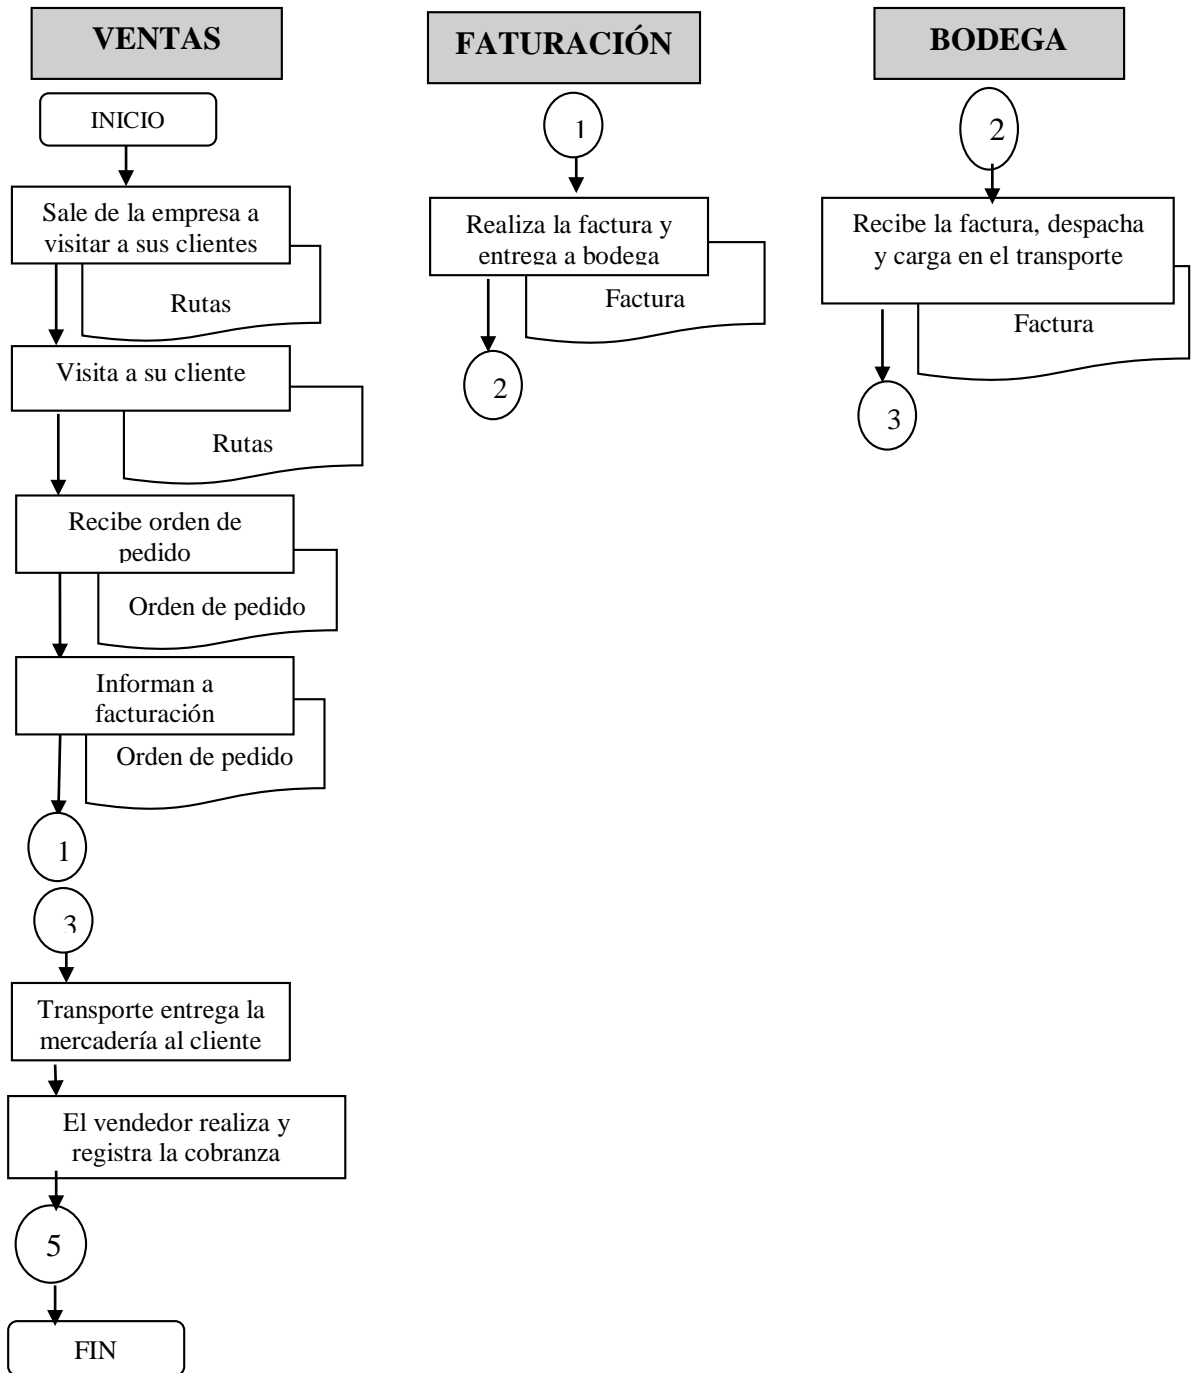 VENTAS
INICIO
Sale de la empresa a
visitar a sus clientes
Rutas
Visita a su cliente
Rutas
Recibe orden de
pedido
Orden de pedido
Informan a
facturación
Orden de pedido
1
3
Transporte entrega la
mercadería al cliente
El vendedor realiza y
registra la cobranza
5
FIN
FATURACIÓN
1
Realiza la factura y
entrega a bodega
Factura
2
BODEGA
2
Recibe la factura, despacha
y carga en el transporte
Factura
3